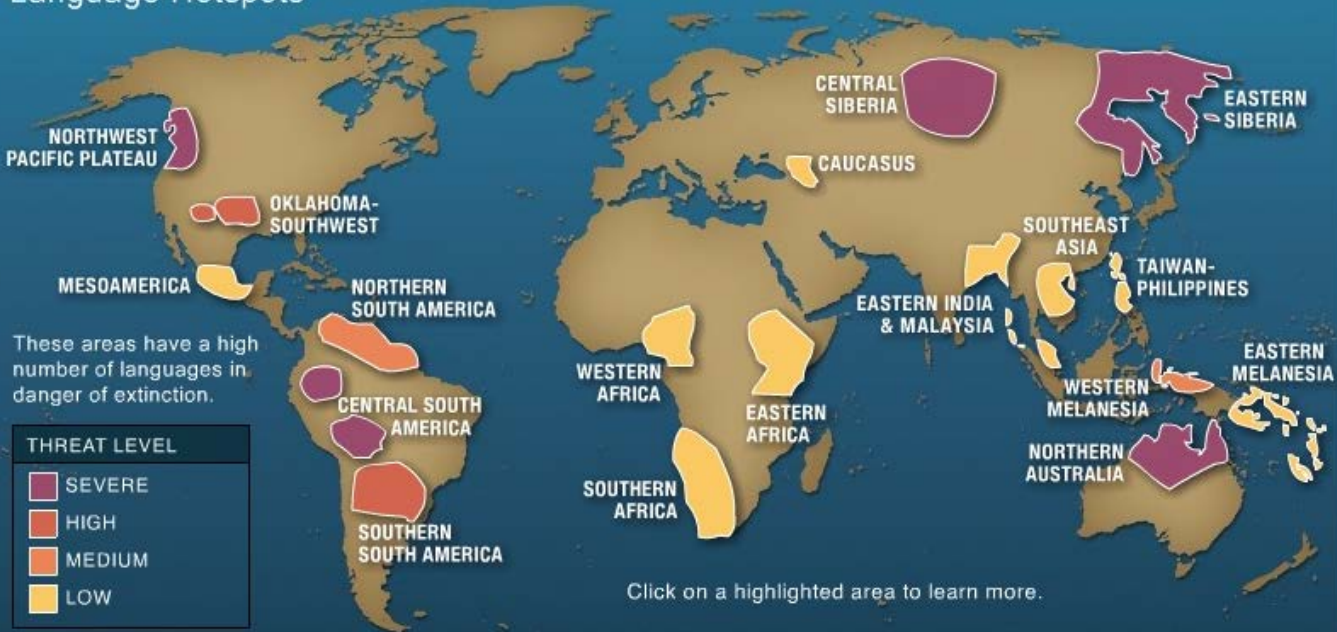 Language Hotspots
NORTHWEST
PACIFIC PLATEAU
OKLAHOMA-
SOUTHWEST
MESOAMERICA
NORTHERN
SOUTH AMERICA
CENTRAL SOUTH
AMERICA
SOUTHERN
SOUTH AMERICA
CENTRAL
SIBERIA
EASTERN
SIBERIA
CAUCASUS
SOUTHEAST
ASIA
TAIWAN-
PHILIPPINES
EASTERN INDIA
& MALAYSIA
WESTERN
AFRICA
EASTERN
AFRICA
SOUTHERN
AFRICA
WESTERN
MELANESIA
EASTERN
MELANESIA
NORTHERN
AUSTRALIA
These areas have a high
number of languages in
danger of extinction.
THREAT LEVEL
SEVERE
HIGH
MEDIUM
LOW
Click on a highlighted area to learn more.